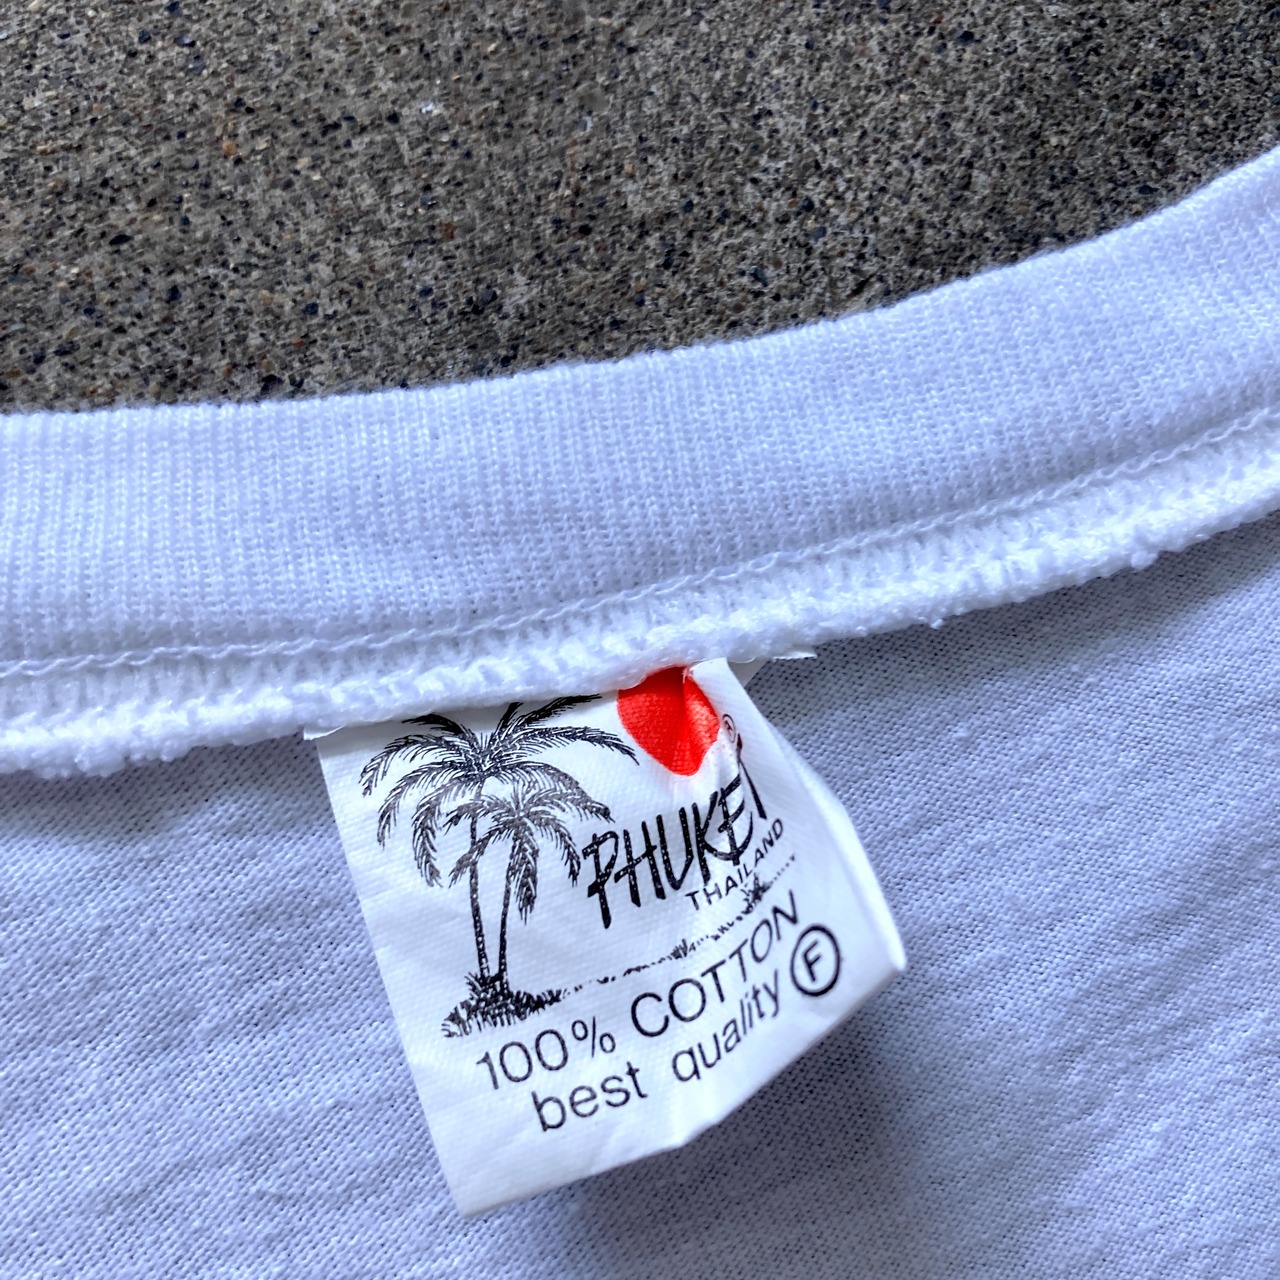 ®
PHUKET
THAILAND
100% COTTON
best quality Ⓕ